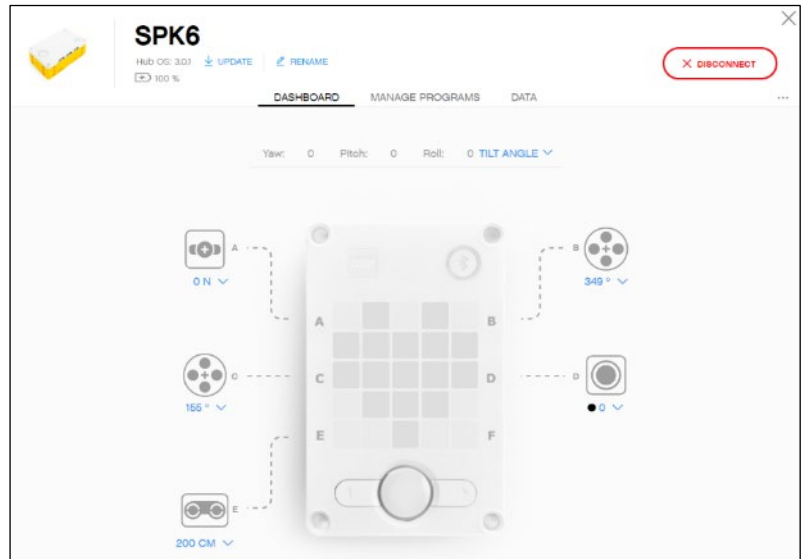 SPK6
Hub OS: 3.0.1 UPDATE RENAME
100 %
DISCONNECT
DASHBOARD MANAGE PROGRAMS DATA
...
Yaw: 0 Pitch: 0 Roll: 0 TILT ANGLE
A B
0 N 349 °
A B
C C D D
155 ° 0
E F
E
200 CM